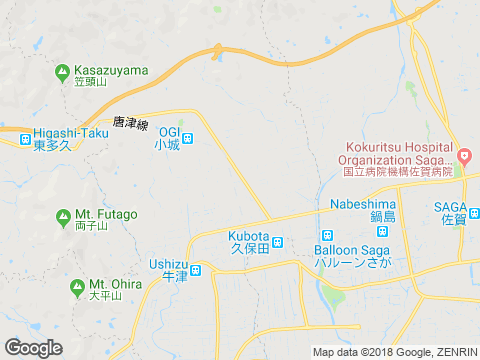 Kasazuyama
笠頭山
唐津線
Higashi-Taku
東多久
OGI
小城
Kokuritsu Hospital
Organization Saga...
国立病院機構佐賀病院
Mt. Futago
両子山
Nabeshima
鍋島
SAGA
佐賀
Kubota
久保田
Balloon Saga
バルーンさが
Ushizu
牛津
Mt. Ohira
大平山
Google
Map data ©2018 Google, ZENRIN